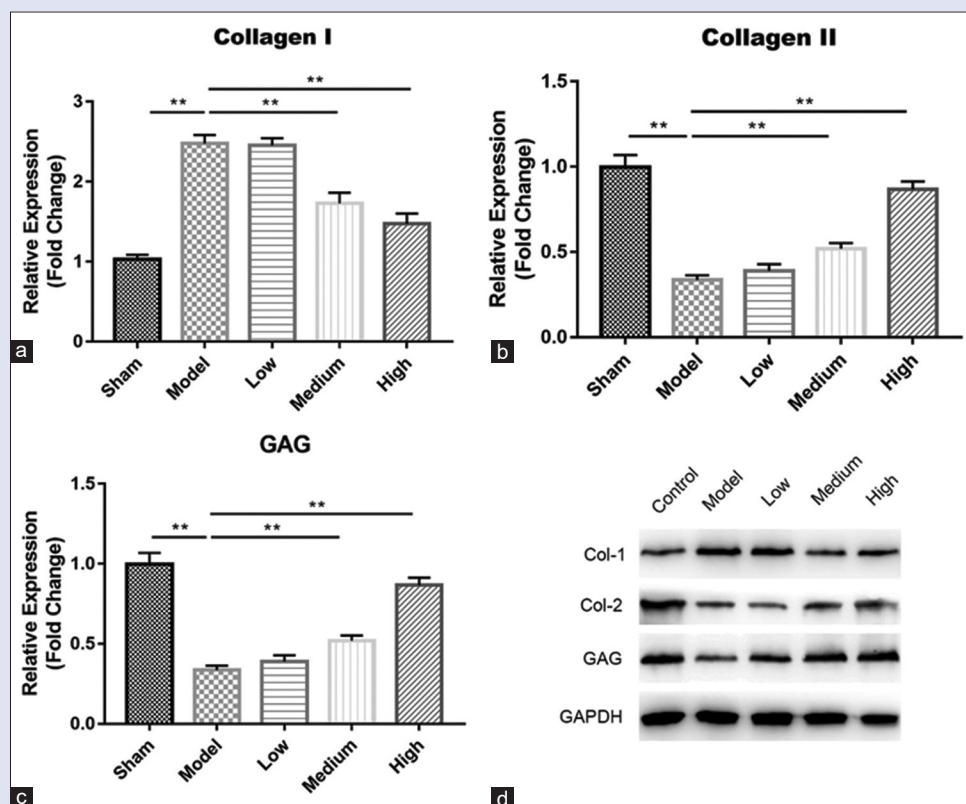 Collagen I
Relative Expression
(Fold Change)
3
2
1
0
** ** **
Sham Model Low Medium High
a
Collagen II
Relative Expression
(Fold Change)
1.5
1.0
0.5
0.0
** ** **
Sham Model Low Medium High
b
GAG
Relative Expression
(Fold Change)
1.5
1.0
0.5
0.0
** ** **
Sham Model Low Medium High
c
Control Model Low Medium High
Col-1
Col-2
GAG
GAPDH
d